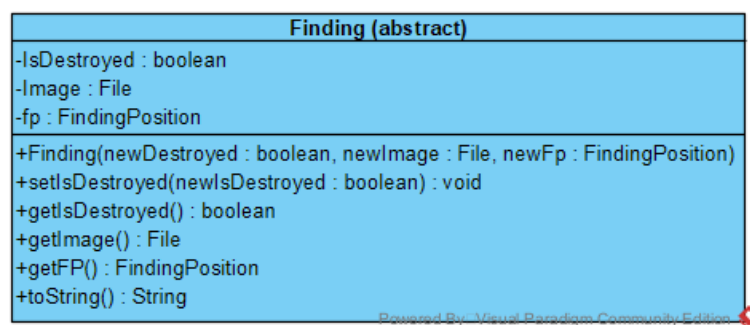 Finding (abstract)
-IsDestroyed : boolean
-Image : File
-fp : FindingPosition
+Finding(newDestroyed : boolean, newImage : File, newFp : FindingPosition)
+setIsDestroyed(newIsDestroyed : boolean) : void
+getIsDestroyed() : boolean
+getImage() : File
+getFP() : FindingPosition
+toString() : String
Powered By Visual Paradigm Community Edition